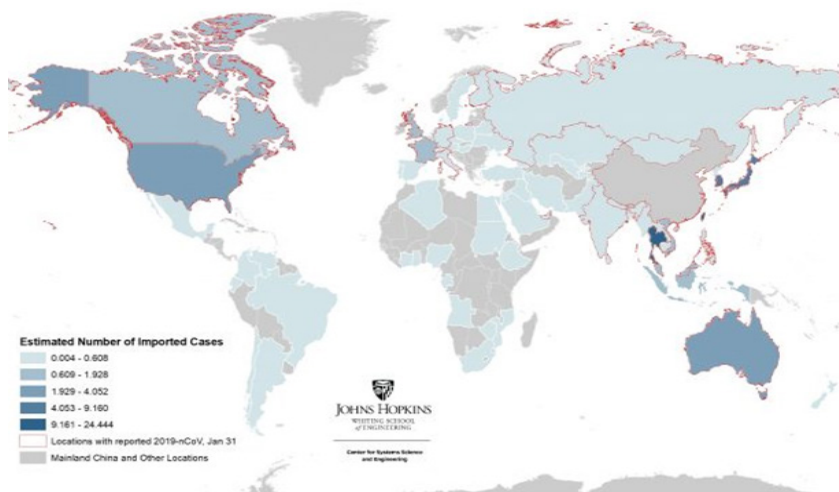 Estimated Number of Imported Cases
0.004 - 0.608
0.609 - 1.928
1.929 - 4.052
4.053 - 9.160
9.161 - 24.444
Locations with reported 2019-nCoV, Jan 31
Mainland China and Other Locations
JOHNS HOPKINS
WHITING SCHOOL
of ENGINEERING
Center for Systems Science
and Engineering